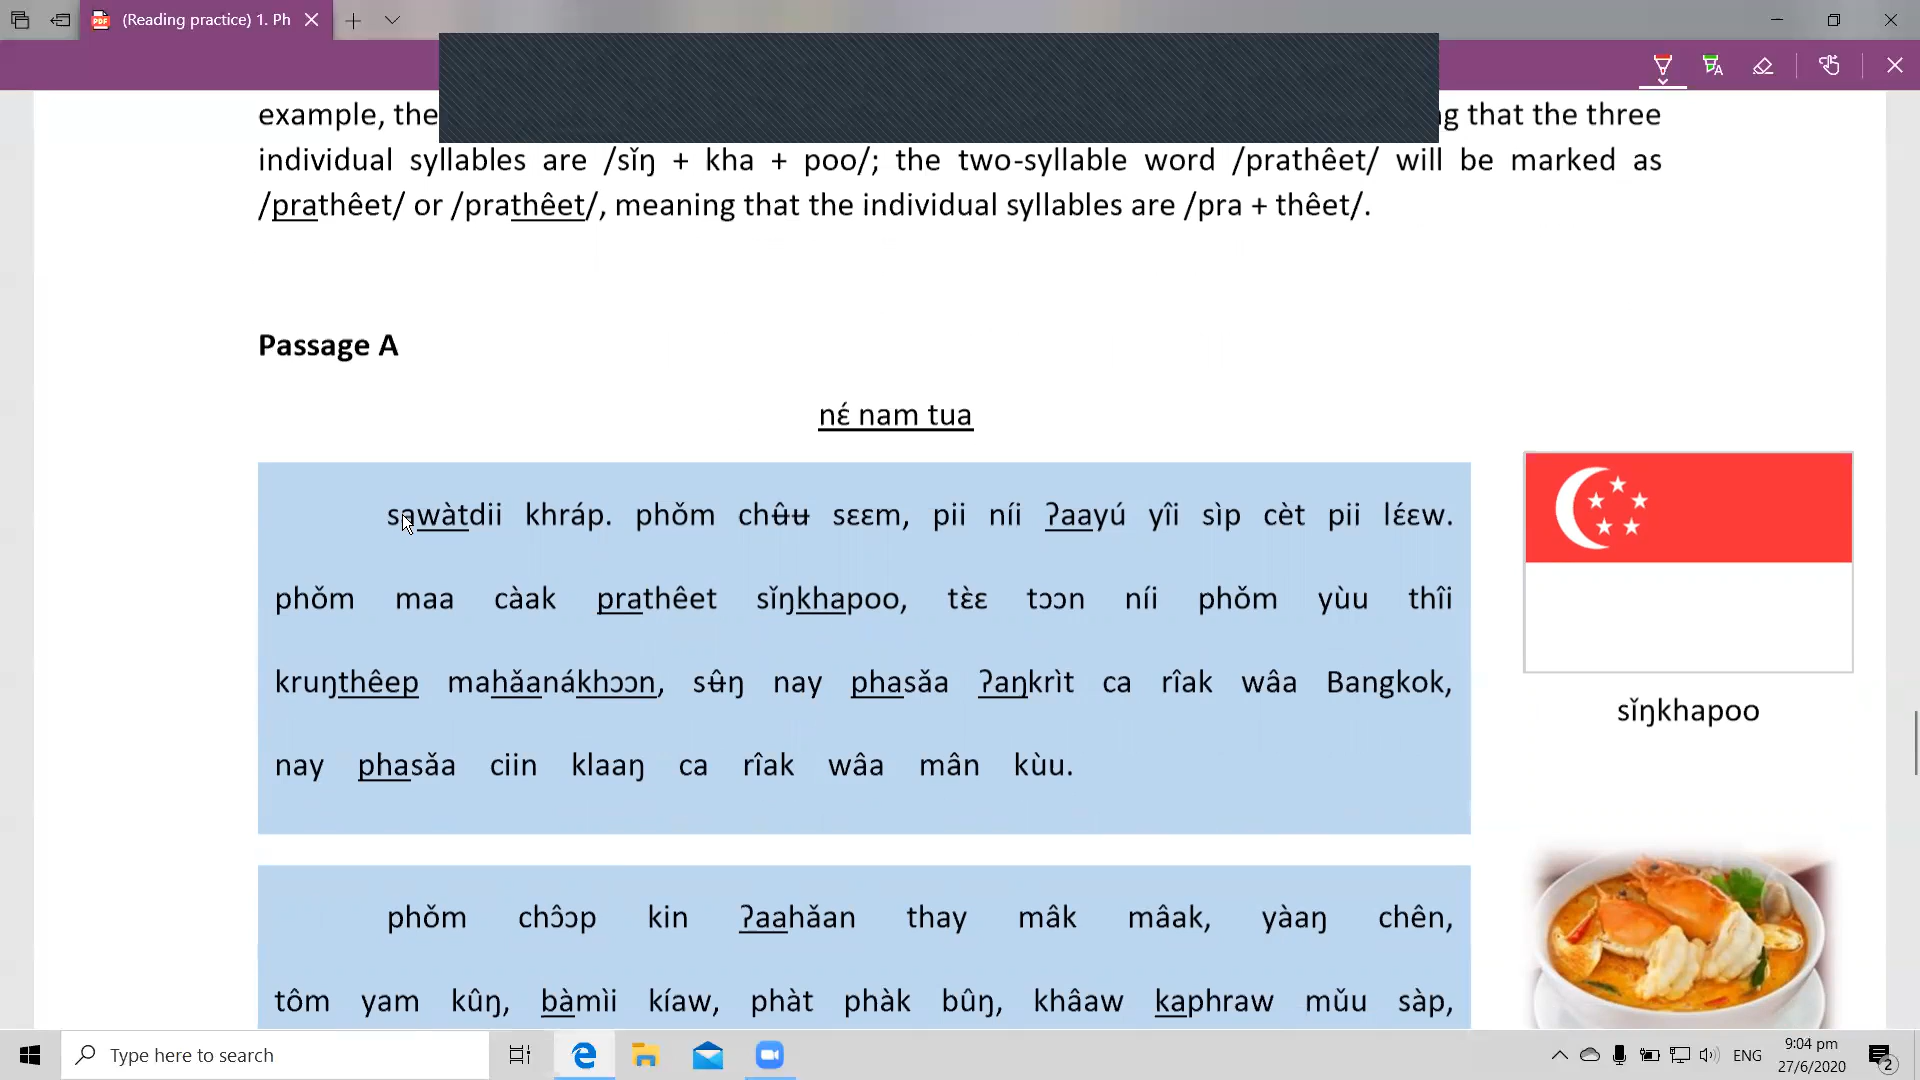 (Reading practice) 1. Ph
example, the g that the three
individual syllables are /sǐŋ + kha + poo/; the two-syllable word /prathêet/ will be marked as
/prathêet/ or /prathêet/, meaning that the individual syllables are /pra + thêet/.
Passage A
nɛ́ nam tua
sawàtdii khráp. phǒm chʉ̂ʉ sɛɛm, pii níi ʔaayú yîi sìp cèt pii lɛ́ɛw.
phǒm maa càak prathêet sǐŋkhapoo, tɛ̀ɛ tɔɔn níi phǒm yùu thîi
kruŋthêep mahǎanákhɔɔn, sʉ̂ŋ nay phasǎa ʔaŋkrìt ca rîak wâa Bangkok,
nay phasǎa ciin klaaŋ ca rîak wâa mân kùu.
sǐŋkhapoo
phǒm chɔ̂ɔp kin ʔaahǎan thay mâk mâak, yàaŋ chên,
tôm yam kûŋ, bàmìi kíaw, phàt phàk bûŋ, khâaw kaphraw mǔu sàp,
Type here to search
ENG
9:04 pm
27/6/2020
2